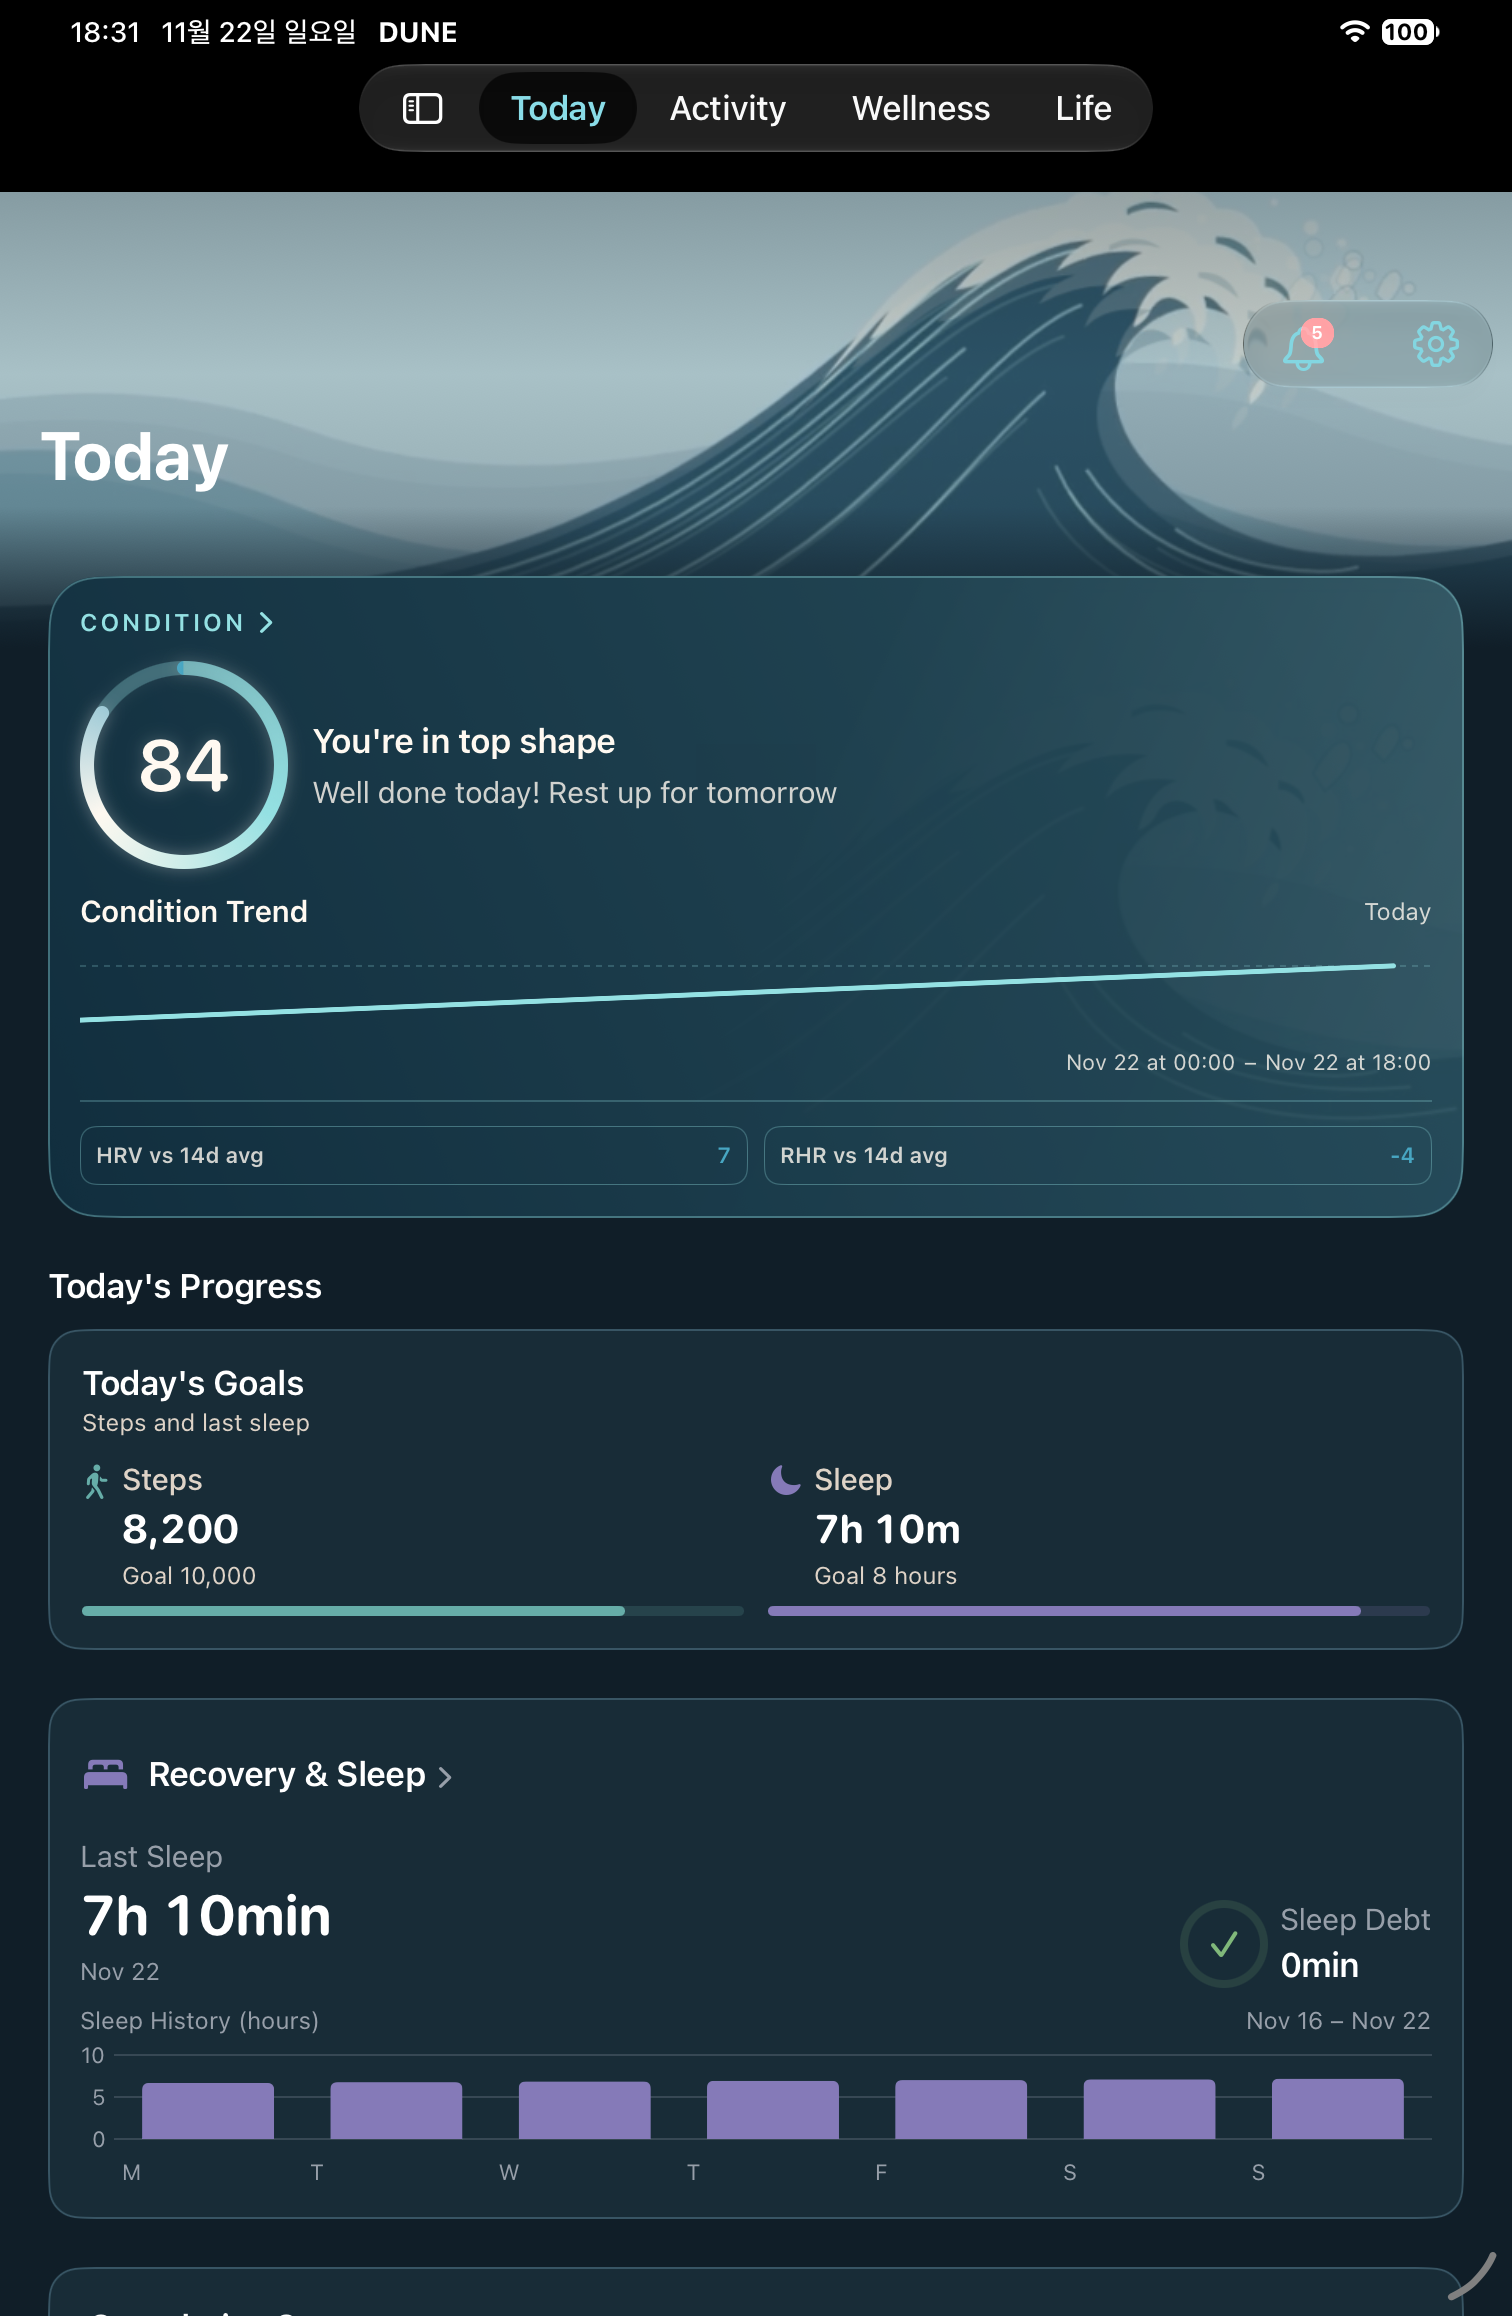 18:31 11월 22일 일요일 DUNE 100
Today Activity Wellness Life
5
Today
CONDITION
84
You're in top shape
Well done today! Rest up for tomorrow
Condition Trend Today
Nov 22 at 00:00 – Nov 22 at 18:00
HRV vs 14d avg 7 RHR vs 14d avg -4
Today's Progress
Today's Goals
Steps and last sleep
Steps
8,200
Goal 10,000
Sleep
7h 10m
Goal 8 hours
Recovery & Sleep
Last Sleep
7h 10min
Nov 22
Sleep Debt
0min
Sleep History (hours) Nov 16 – Nov 22
10
5
0
M T W T F S S